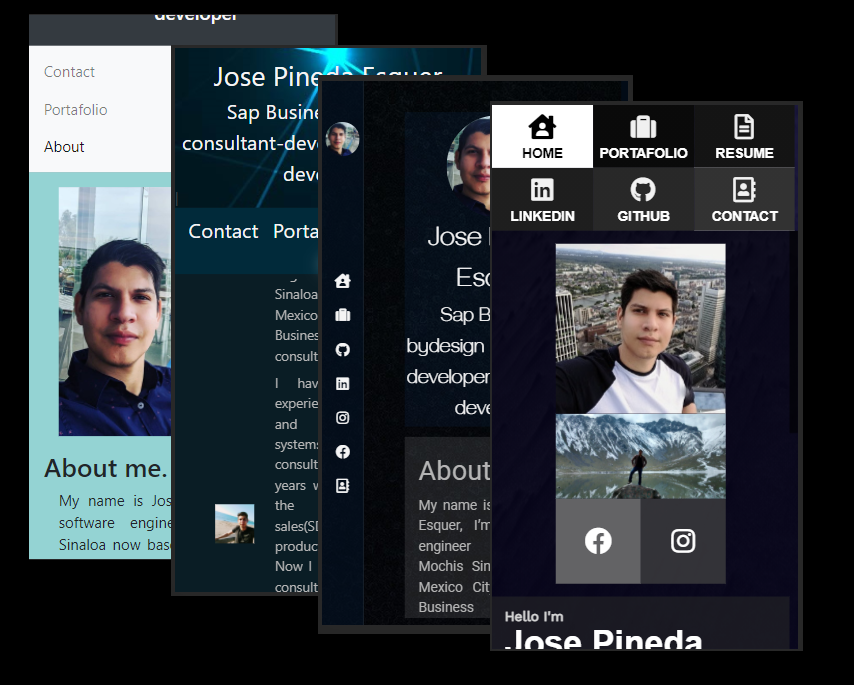 developer
Contact
Portafolio
About
About me.
My name is Jos
software engine
Sinaloa now bas
Jose Pineda Esquer
Sap Busine
consultant-deve
deve
Contact Porta
Sinaloa
Mexico
Busines
consult
I hav
experie
and
systems
consult
years w
the
sales(SE
produc
Now I
consult
Jose
Esq
Sap B
bydesign
developer
deve
About
My name is
Esquer, I'm
engineer
Mochis Sin
Mexico Cit
Business
HOME PORTAFOLIO RESUME
LINKEDIN GITHUB CONTACT
Hello I'm
Jose Pineda